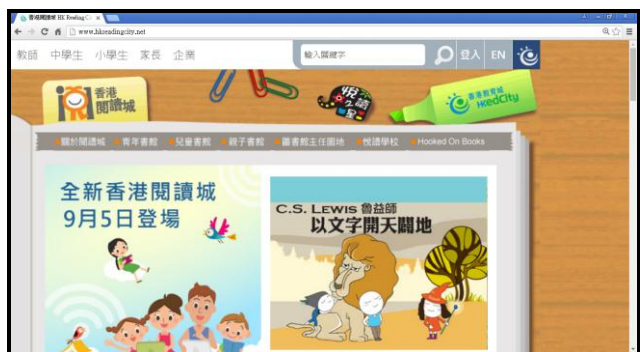 香港閱讀城 HK Reading Ci
www.hkreadingcity.net
教師 中學生 小學生 家長 企業
輸入關鍵字
登入 EN
香港
閱讀城
悅讀之星
香港教育城
HKedCity
關於閱讀城 青年書館 兒童書館 親子書館 圖書館主任園地 悅讀學校 Hooked On Books
全新香港閱讀城
9月5日登場
C.S. LEWIS 魯益師
以文字開天闢地